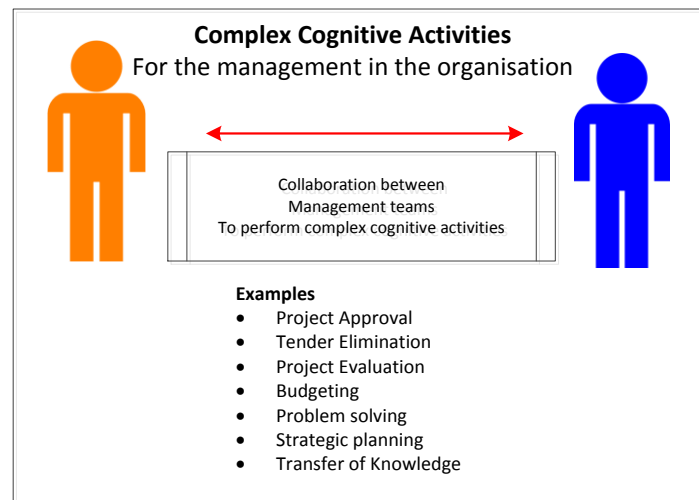 Complex Cognitive Activities
For the management in the organisation
Collaboration between
Management teams
To perform complex cognitive activities
Examples
• Project Approval
• Tender Elimination
• Project Evaluation
• Budgeting
• Problem solving
• Strategic planning
• Transfer of Knowledge